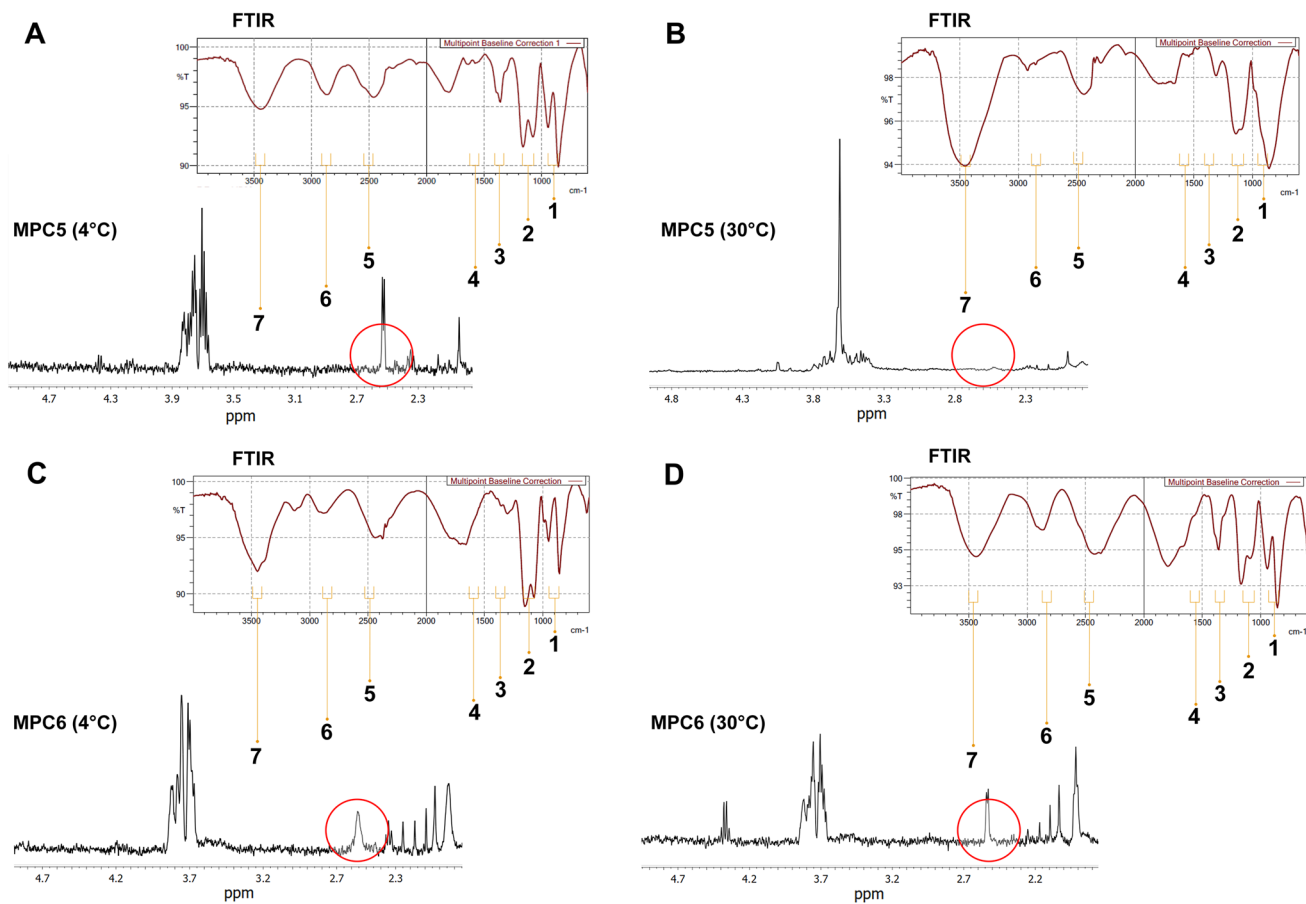 A
FTIR
Multipoint Baseline Correction 1
100
%T
95
90
3500 3000 2500 2000 1500 1000
cm-1
MPC5 (4°C)
1
2
3
4
5
6
7
4.7 4.3 3.9 3.5 3.1 2.7 2.3
ppm
B
FTIR
Multipoint Baseline Correction
98
%T
96
94
3500 3000 2500 2000 1500 1000
cm-1
MPC5 (30°C)
1
2
3
4
5
6
7
4.8 4.3 3.8 3.3 2.8 2.3
ppm
C
FTIR
Multipoint Baseline Correction
100
%T
95
90
3500 3000 2500 2000 1500 1000
cm-1
MPC6 (4°C)
1
2
3
4
5
6
7
4.7 4.2 3.7 3.2 2.7 2.3
ppm
D
FTIR
Multipoint Baseline Correction
100
98
%T
95
93
3500 3000 2500 2000 1500 1000
cm-1
MPC6 (30°C)
1
2
3
4
5
6
7
4.7 4.2 3.7 3.2 2.7 2.2
ppm